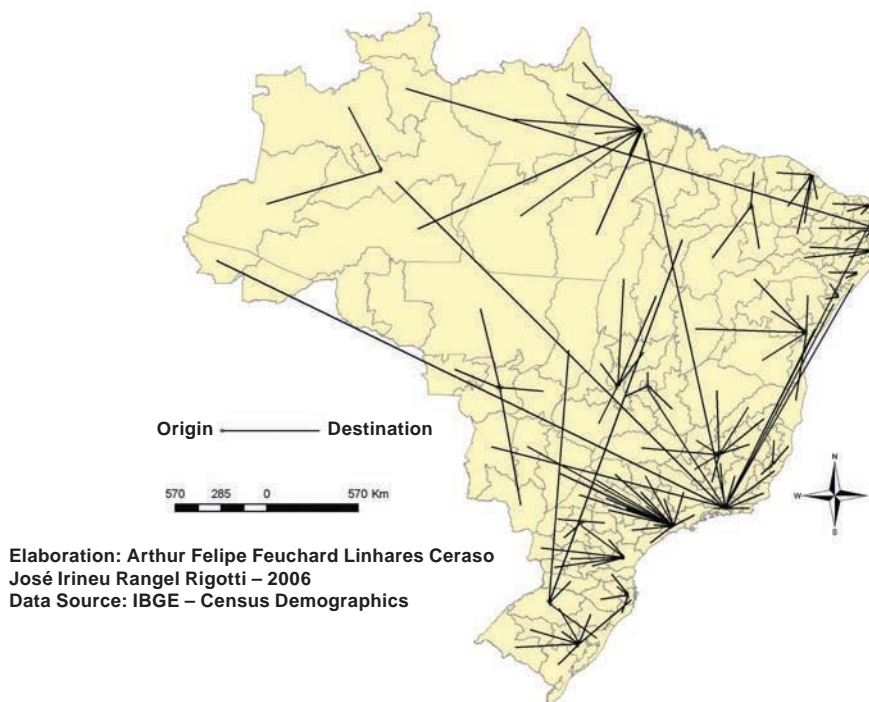 Origin Destination
570 285 0 570 Km
N
W E
S
Elaboration: Arthur Felipe Feuchard Linhares Ceraso
José Irineu Rangel Rigotti – 2006
Data Source: IBGE – Census Demographics